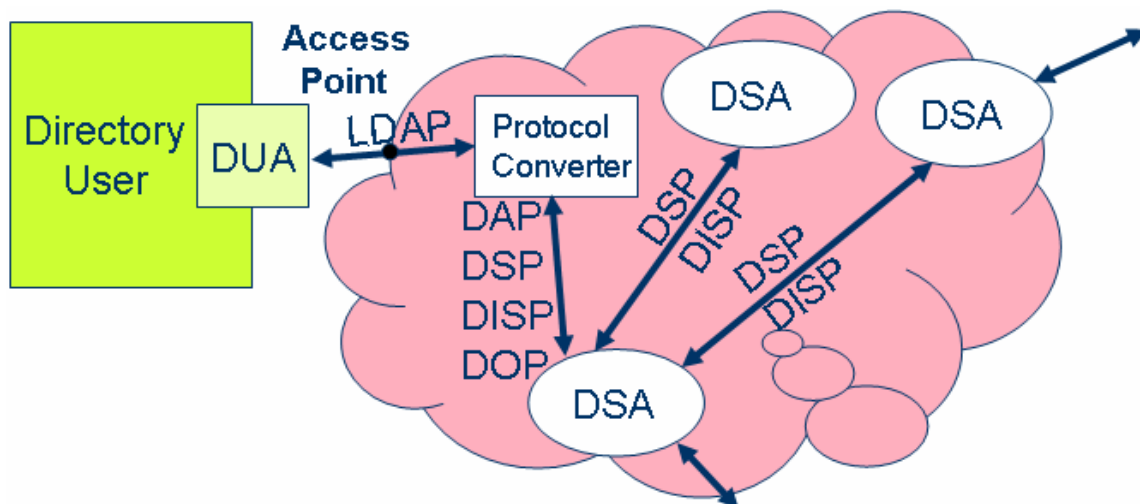 Directory
User
DUA
Access
Point
LDAP
Protocol
Converter
DAP
DSP
DISP
DOP
DSA
DSA
DSP
DISP
DSP
DISP
DSA